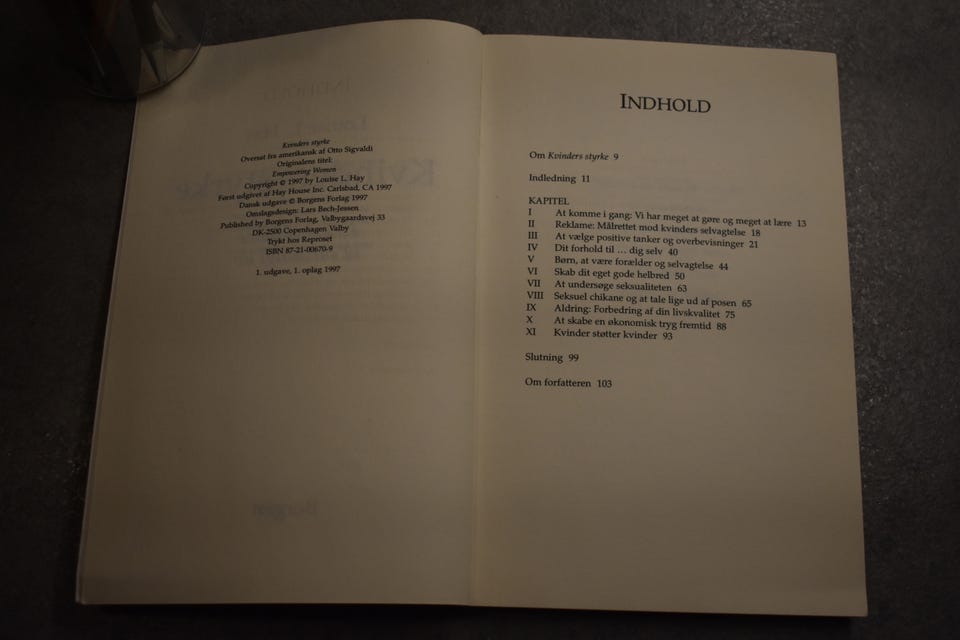 Kvinders styrke
Oversat fra amerikansk af Otto Sigvaldi
Originalens titel:
Empowering Women
Copyright © 1997 by Louise L. Hay
Først udgivet af Hay House Inc. Carlsbad, CA 1997
Dansk udgave © Borgens Forlag 1997
Omslagsdesign: Lars Bech-Jessen
Published by Borgens Forlag, Valbygaardsvej 33
DK-2500 Copenhagen Valby
Trykt hos Reproset
ISBN 87-21-00670-9
1. udgave, 1. oplag 1997
INDHOLD
Om Kvinders styrke 9
Indledning 11
KAPITEL
I At komme i gang: Vi har meget at gøre og meget at lære 13
II Reklame: Målrettet mod kvinders selvagtelse 18
III At vælge positive tanker og overbevisninger 21
IV Dit forhold til … dig selv 40
V Børn, at være forælder og selvagtelse 44
VI Skab dit eget gode helbred 50
VII At undersøge seksualiteten 63
VIII Seksuel chikane og at tale lige ud af posen 65
IX Aldring: Forbedring af din livskvalitet 75
X At skabe en økonomisk tryg fremtid 88
XI Kvinder støtter kvinder 93
Slutning 99
Om forfatteren 103